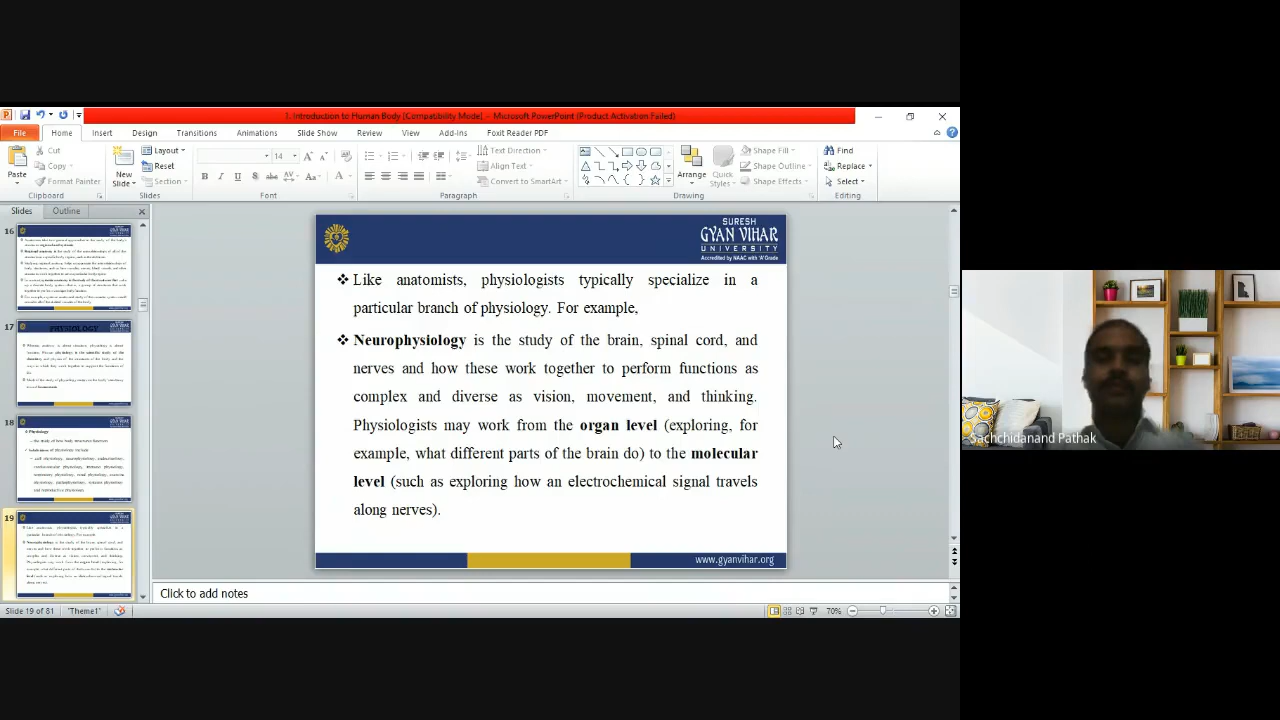 1. Introduction to Human Body [Compatibility Mode] - Microsoft PowerPoint (Product Activation Failed)
File Home Insert Design Transitions Animations Slide Show Review View Add-Ins Foxit Reader PDF
Cut Layout 14 Text Direction Shape Fill Find
Copy Reset Align Text Shape Outline Replace
Paste Format Painter New Slide Section Convert to SmartArt Arrange Quick Styles Shape Effects Select
Clipboard Slides Font Paragraph Drawing Editing
Slides Outline
16
17
PHYSIOLOGY
18
Physiology
19
SURESH
GYAN VIHAR
UNIVERSITY
Accredited by NAAC with 'A' Grade
❖ Like anatomists, physiologists typically specialize in a
particular branch of physiology. For example,
❖ Neurophysiology is the study of the brain, spinal cord, and
nerves and how these work together to perform functions as
complex and diverse as vision, movement, and thinking.
Physiologists may work from the organ level (exploring, for
example, what different parts of the brain do) to the molecular
level (such as exploring how an electrochemical signal travels
along nerves).
www.gyanvihar.org
Click to add notes
Slide 19 of 81 "Theme1" 70%
Sachchidanand Pathak